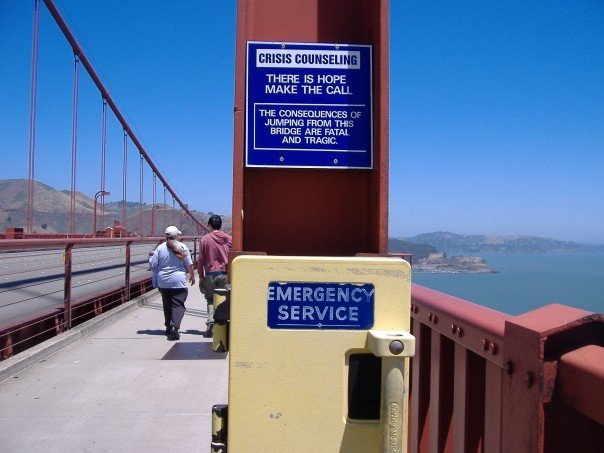 CRISIS COUNSELING
THERE IS HOPE
MAKE THE CALL
THE CONSEQUENCES OF
JUMPING FROM THIS
BRIDGE ARE FATAL
AND TRAGIC.
EMERGENCY
SERVICE